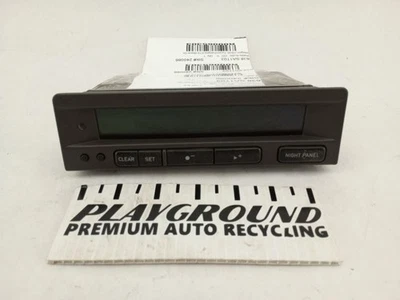 CLEAR
SET
NIGHT PANEL
PLAYGROUND
PREMIUM AUTO RECYCLING